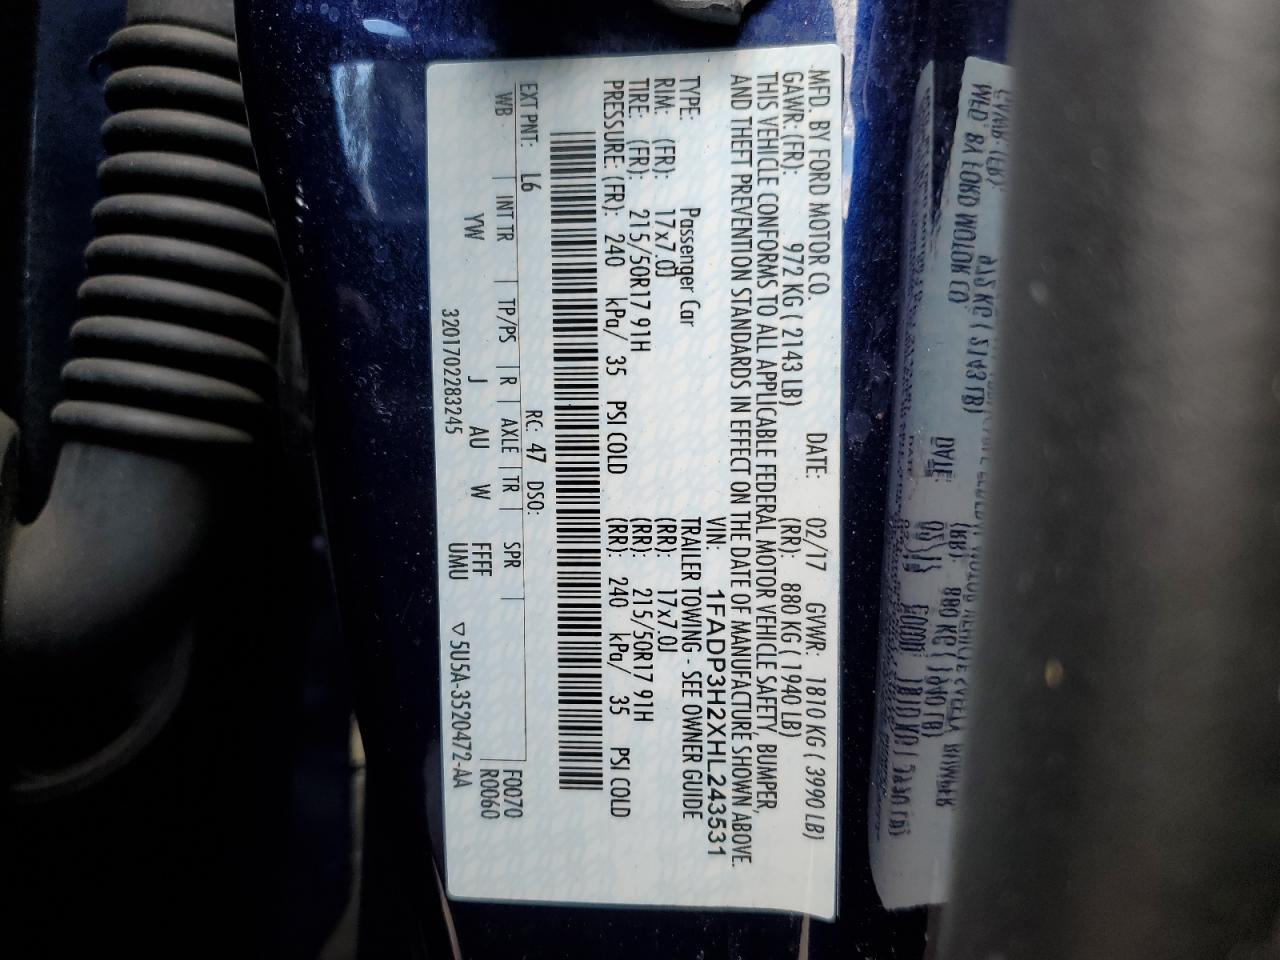 MFD. BY FORD MOTOR CO. DATE: 02/17 GVWR: 1810 KG ( 3990 LB)
GAWR: (FR): 972 KG ( 2143 LB) (RR): 880 KG ( 1940 LB)
THIS VEHICLE CONFORMS TO ALL APPLICABLE FEDERAL MOTOR VEHICLE SAFETY, BUMPER,
AND THEFT PREVENTION STANDARDS IN EFFECT ON THE DATE OF MANUFACTURE SHOWN ABOVE.
VIN: 1FADP3H2XHL243531
TYPE: Passenger Car TRAILER TOWING - SEE OWNER GUIDE
RIM: (FR): 17x7.0J (RR): 17x7.0J
TIRE: (FR): 215/50R17 91H (RR): 215/50R17 91H
PRESSURE: (FR): 240 kPa/ 35 PSI COLD (RR): 240 kPa/ 35 PSI COLD
EXT PNT: L6 RC: 47 DSO: F0070
WB | INT TR | TP/PS | R | AXLE | TR | SPR | R0060
YW J AU W FFFF
3201702283245 UMU ▽5U5A-3520472-AA